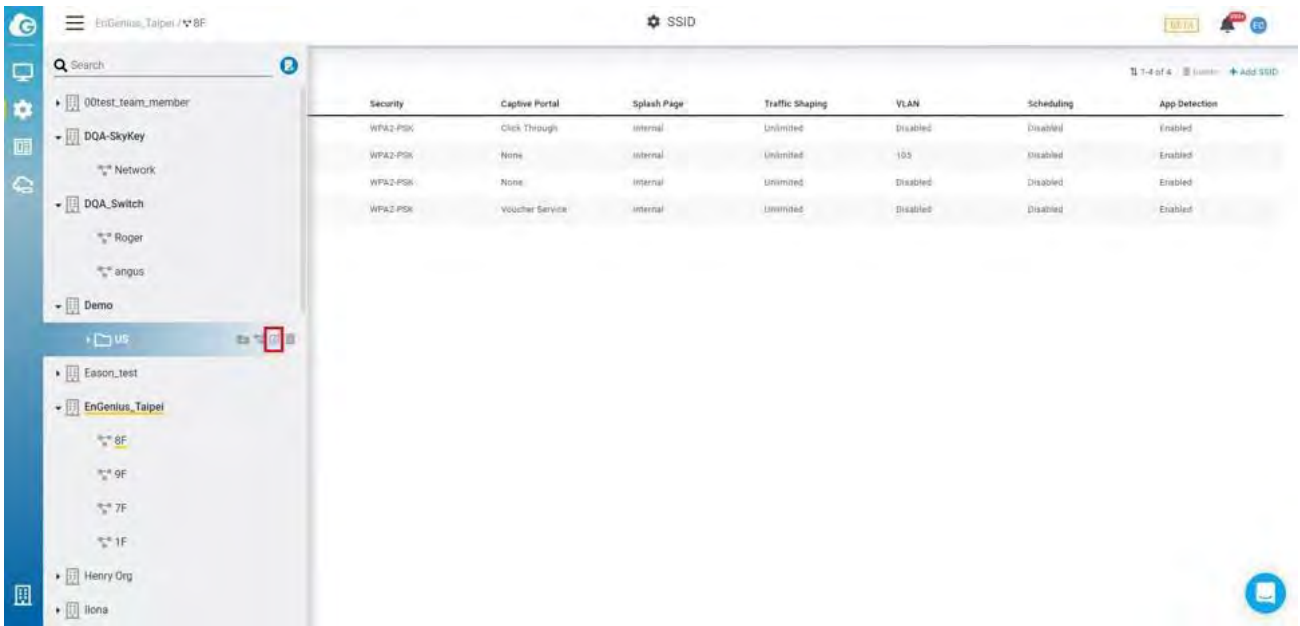 EnGenius_Taipei / 8F
SSID
BETA
EC
Search
1-4 of 4 Delete + Add SSID
00test_team_member
DQA-SkyKey
Network
DQA_Switch
Roger
angus
Demo
US
Eason_test
EnGenius_Taipei
8F
9F
7F
1F
Henry Org
Ilona
Security Captive Portal Splash Page Traffic Shaping VLAN Scheduling App Detection
WPA2-PSK Click Through Internal Unlimited Disabled Disabled Enabled
WPA2-PSK None Internal Unlimited 105 Disabled Enabled
WPA2-PSK None Internal Unlimited Disabled Disabled Enabled
WPA2-PSK Voucher Service Internal Unlimited Disabled Disabled Enabled